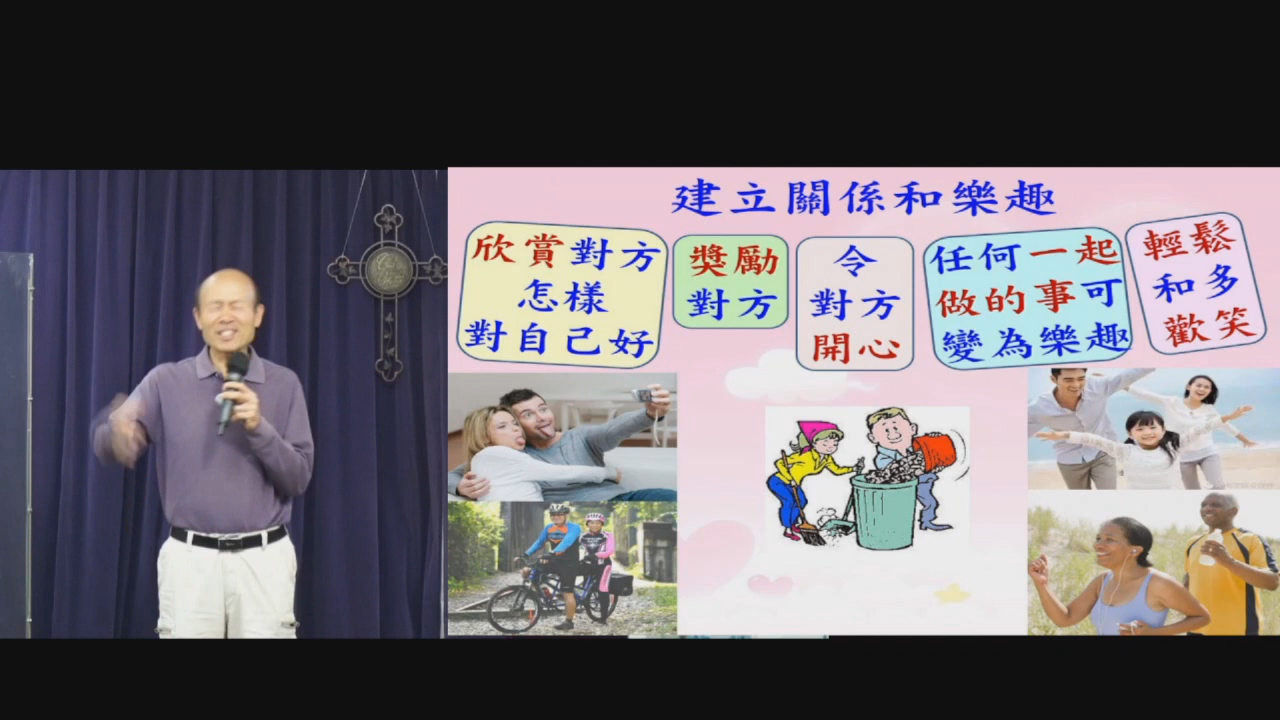 建立關係和樂趣
欣賞對方
怎樣
對自己好
獎勵
對方
令
對方
開心
任何一起
做的事可
變為樂趣
輕鬆
和多
歡笑